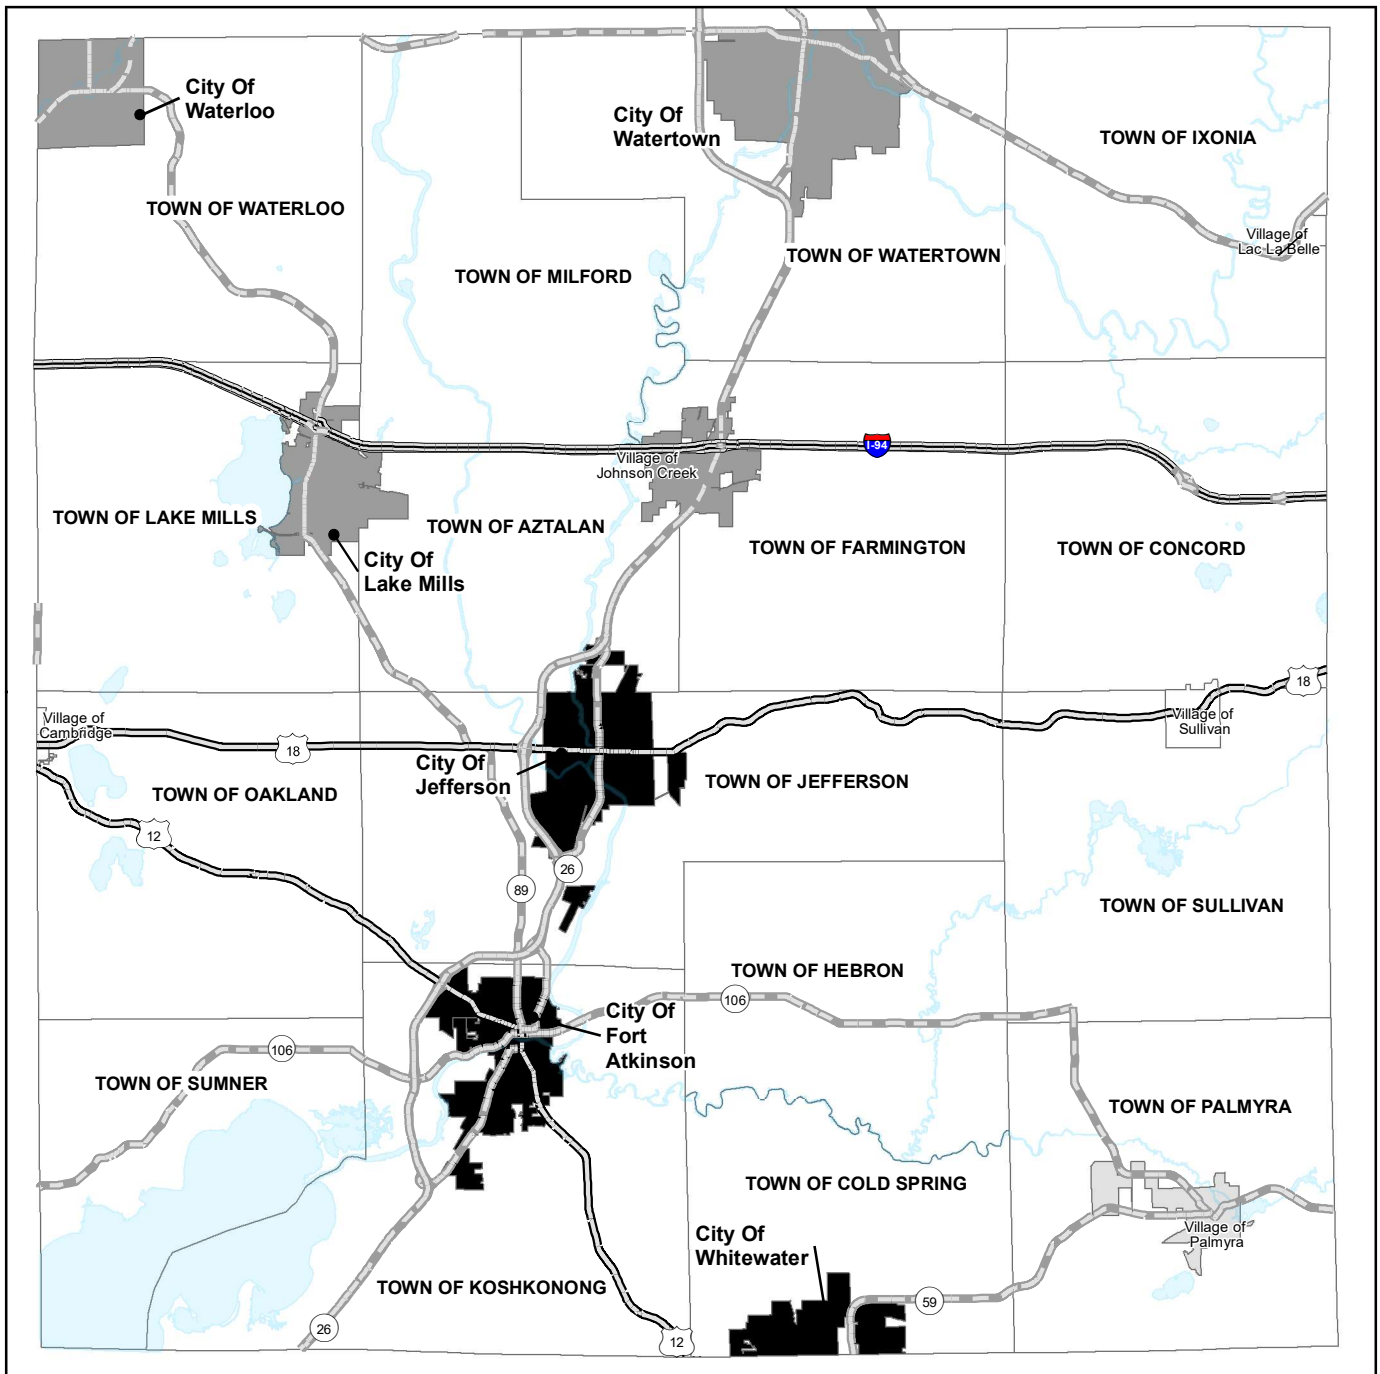 City Of
Waterloo
City Of
Watertown
TOWN OF IXONIA
TOWN OF WATERLOO
Village of
Lac La Belle
TOWN OF WATERTOWN
TOWN OF MILFORD
I-94
Village of
Johnson Creek
TOWN OF LAKE MILLS
TOWN OF AZTALAN
TOWN OF FARMINGTON
TOWN OF CONCORD
City Of
Lake Mills
18
Village of
Cambridge
Village of
Sullivan
18
City Of
Jefferson
TOWN OF JEFFERSON
TOWN OF OAKLAND
12
26
89
TOWN OF SULLIVAN
TOWN OF HEBRON
106
City Of
Fort
Atkinson
106
TOWN OF SUMNER
TOWN OF PALMYRA
TOWN OF COLD SPRING
Village of
Palmyra
City Of
Whitewater
TOWN OF KOSHKONONG
59
26
12